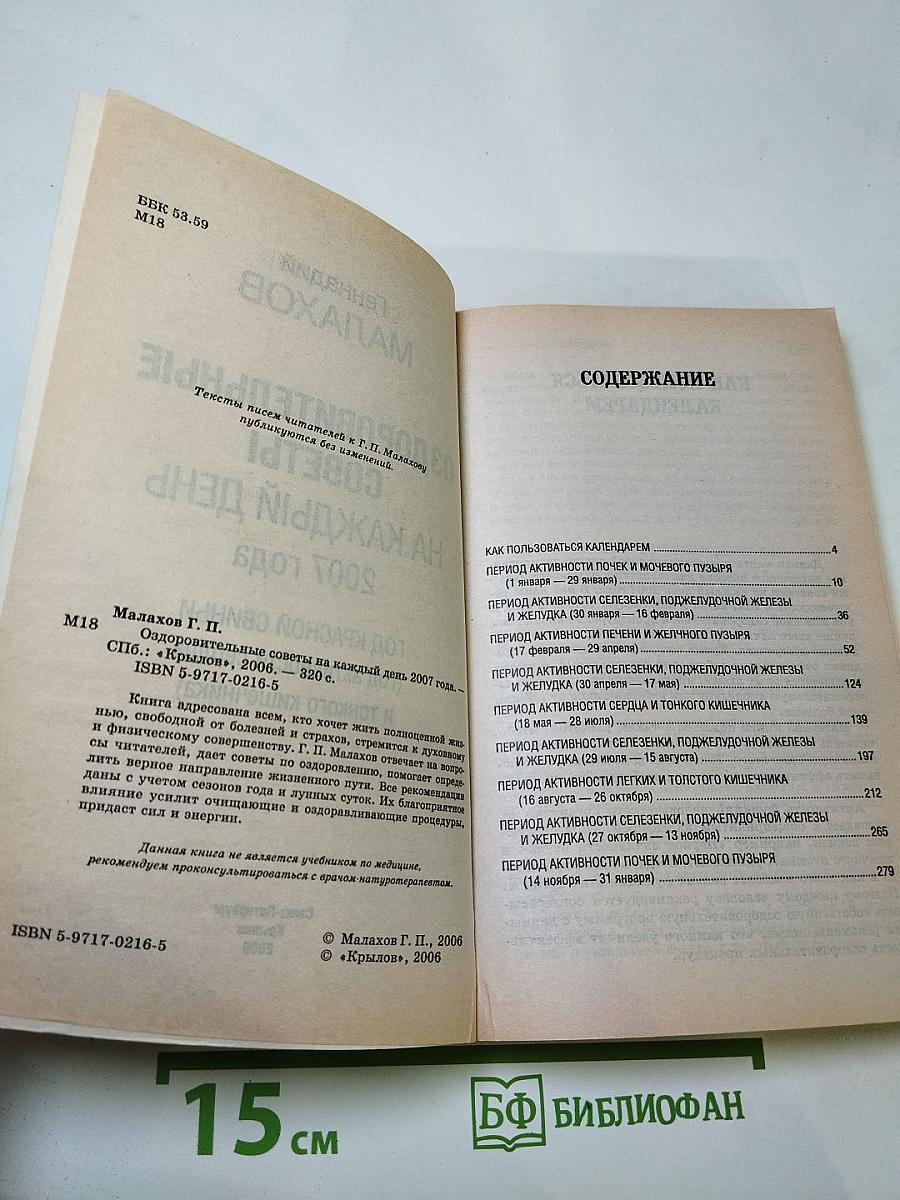 ББК 53.59
М18
Тексты писем читателей к Г. П. Малахову
публикуются без изменений.
Малахов Г. П.
М18 Оздоровительные советы на каждый день 2007 года. –
СПб.: «Крылов», 2006. — 320 с.
ISBN 5-9717-0216-5
Книга адресована всем, кто хочет жить полноценной жиз-
нью, свободной от болезней и страхов, стремится к духовному
и физическому совершенству. Г. П. Малахов отвечает на вопро-
сы читателей, дает советы по оздоровлению, помогает опреде-
лить верное направление жизненного пути. Все рекомендации
даны с учетом сезонов года и лунных суток. Их благоприятное
влияние усилит очищающие и оздоравливающие процедуры,
придаст сил и энергии.
Данная книга не является учебником по медицине,
рекомендуем проконсультироваться с врачом-натуротерапевтом.
ISBN 5-9717-0216-5
© Малахов Г. П., 2006
© «Крылов», 2006
СОДЕРЖАНИЕ
КАК ПОЛЬЗОВАТЬСЯ КАЛЕНДАРЕМ 4
ПЕРИОД АКТИВНОСТИ ПОЧЕК И МОЧЕВОГО ПУЗЫРЯ
(1 января — 29 января) 10
ПЕРИОД АКТИВНОСТИ СЕЛЕЗЕНКИ, ПОДЖЕЛУДОЧНОЙ ЖЕЛЕЗЫ
И ЖЕЛУДКА (30 января — 16 февраля) 36
ПЕРИОД АКТИВНОСТИ ПЕЧЕНИ И ЖЕЛЧНОГО ПУЗЫРЯ
(17 февраля — 29 апреля) 52
ПЕРИОД АКТИВНОСТИ СЕЛЕЗЕНКИ, ПОДЖЕЛУДОЧНОЙ ЖЕЛЕЗЫ
И ЖЕЛУДКА (30 апреля — 17 мая) 124
ПЕРИОД АКТИВНОСТИ СЕРДЦА И ТОНКОГО КИШЕЧНИКА
(18 мая — 28 июля) 139
ПЕРИОД АКТИВНОСТИ СЕЛЕЗЕНКИ, ПОДЖЕЛУДОЧНОЙ ЖЕЛЕЗЫ
И ЖЕЛУДКА (29 июля — 15 августа) 197
ПЕРИОД АКТИВНОСТИ ЛЕГКИХ И ТОЛСТОГО КИШЕЧНИКА
(16 августа — 26 октября) 212
ПЕРИОД АКТИВНОСТИ СЕЛЕЗЕНКИ, ПОДЖЕЛУДОЧНОЙ ЖЕЛЕЗЫ
И ЖЕЛУДКА (27 октября — 13 ноября) 265
ПЕРИОД АКТИВНОСТИ ПОЧЕК И МОЧЕВОГО ПУЗЫРЯ
(14 ноября — 31 января) 279
15 см
БФ БИБЛИОФАН